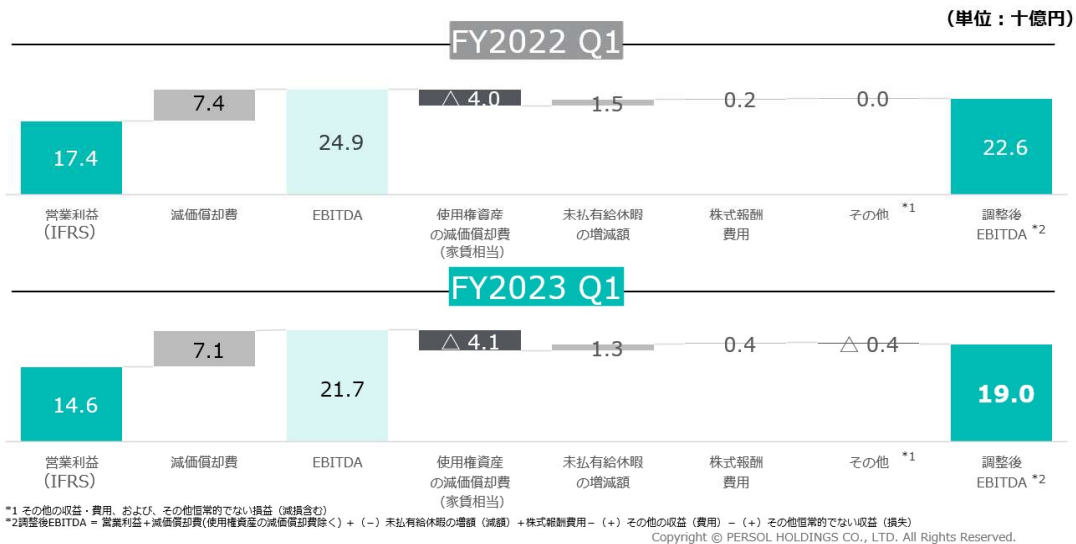 (単位：十億円)
FY2022 Q1
17.4
7.4
24.9
△ 4.0
1.5
0.2
0.0
22.6
営業利益
(IFRS)
減価償却費
EBITDA
使用権資産
の減価償却費
(家賃相当)
未払有給休暇
の増減額
株式報酬
費用
その他 *1
調整後
EBITDA *2
FY2023 Q1
14.6
7.1
21.7
△ 4.1
1.3
0.4
△ 0.4
19.0
営業利益
(IFRS)
減価償却費
EBITDA
使用権資産
の減価償却費
(家賃相当)
未払有給休暇
の増減額
株式報酬
費用
その他 *1
調整後
EBITDA *2
*1 その他の収益・費用、および、その他恒常的でない損益（減損含む）
*2調整後EBITDA = 営業利益＋減価償却費(使用権資産の減価償却費除く) ＋（－）未払有給休暇の増額（減額）＋株式報酬費用－（＋）その他の収益（費用）－（＋）その他恒常的でない収益（損失）
Copyright © PERSOL HOLDINGS CO., LTD. All Rights Reserved.